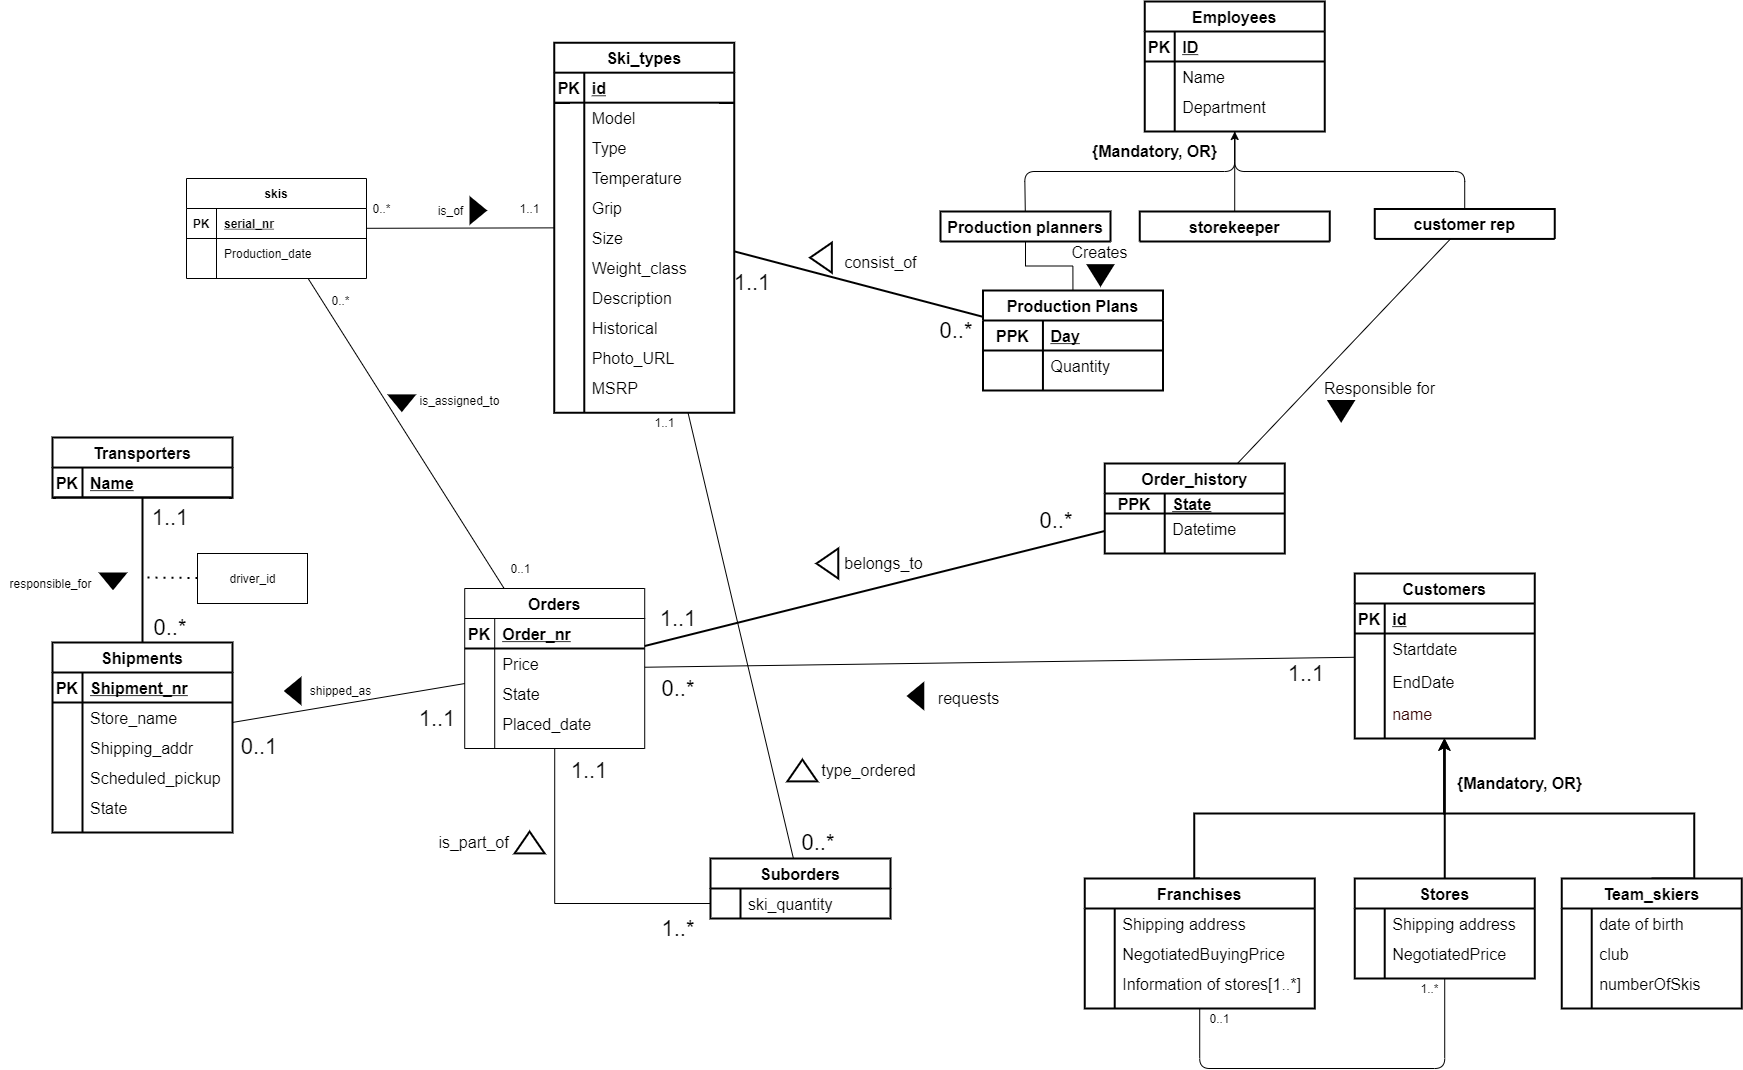 Employees
PK ID
Name
Department
{Mandatory, OR}
Production planners
storekeeper
customer rep
Creates
Production Plans
PPK Day
Quantity
Ski_types
PK id
Model
Type
Temperature
Grip
Size
Weight_class
Description
Historical
Photo_URL
MSRP
skis
PK serial_nr
Production_date
0..*
is_of
1..1
1..1
consist_of
0..*
0..*
is_assigned_to
0..1
1..1
Responsible for
Transporters
PK Name
1..1
responsible_for
driver_id
0..*
Shipments
PK Shipment_nr
Store_name
Shipping_addr
Scheduled_pickup
State
0..1
shipped_as
1..1
Orders
PK Order_nr
Price
State
Placed_date
1..1
belongs_to
0..*
Order_history
PPK State
Datetime
0..*
requests
1..1
Customers
PK id
Startdate
EndDate
name
{Mandatory, OR}
1..1
is_part_of
1..*
type_ordered
0..*
Suborders
ski_quantity
Franchises
Shipping address
NegotiatedBuyingPrice
Information of stores[1..*]
0..1
Stores
Shipping address
NegotiatedPrice
1..*
Team_skiers
date of birth
club
numberOfSkis